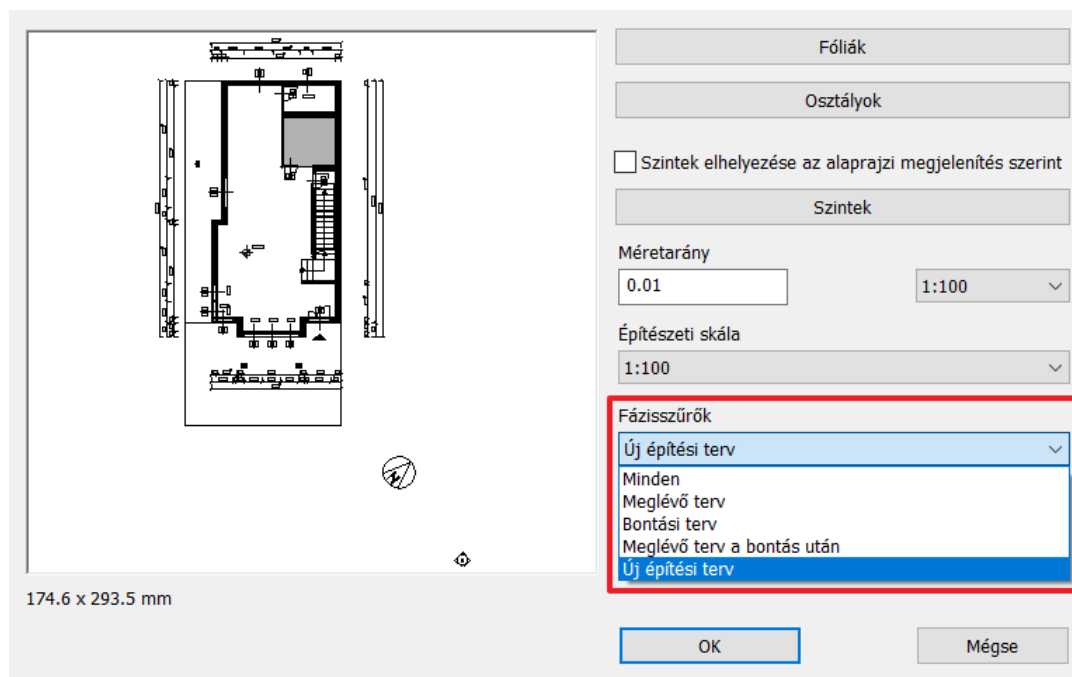 Fóliák
Osztályok
Szintek elhelyezése az alaprajzi megjelenítés szerint
Szintek
Méretarány
0.01
1:100
Építészeti skála
1:100
Fázisszűrők
Új építési terv
Minden
Meglévő terv
Bontási terv
Meglévő terv a bontás után
Új építési terv
174.6 x 293.5 mm
OK
Mégse